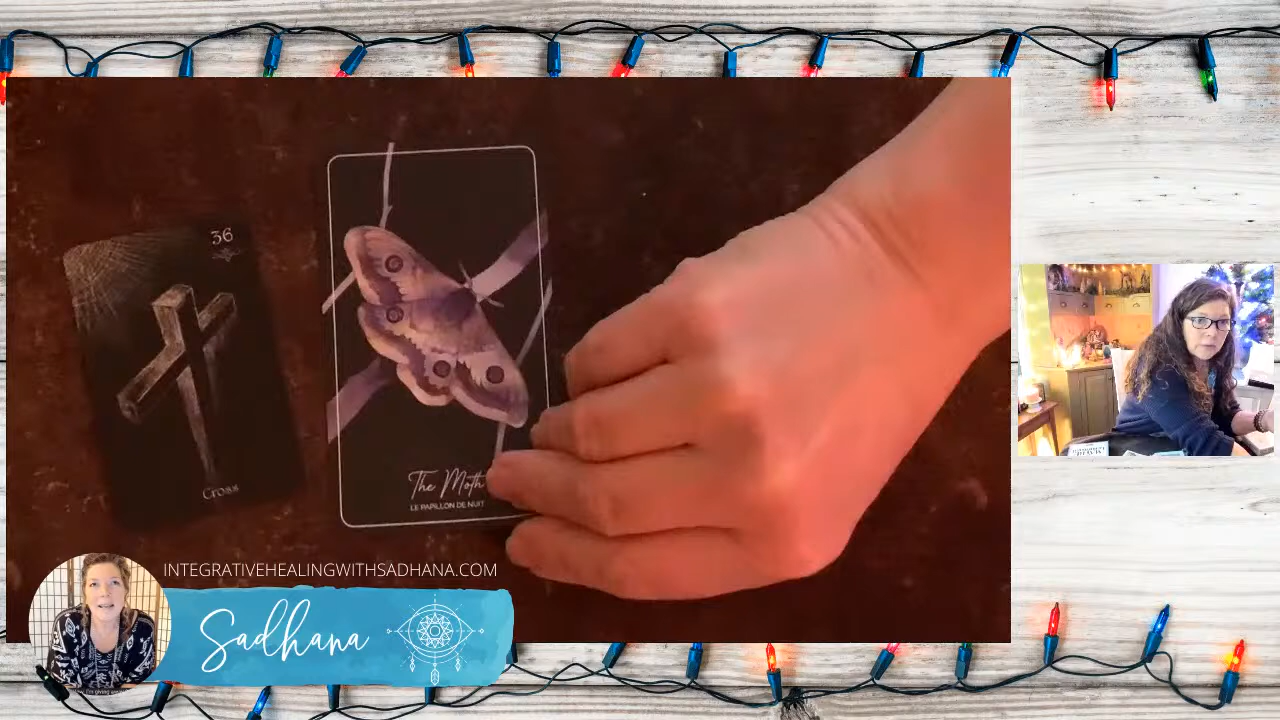 36
Cross
The Moth
LE PAPILLON DE NUIT
INTEGRATIVEHEALINGWITHSADHANA.COM
Sadhana